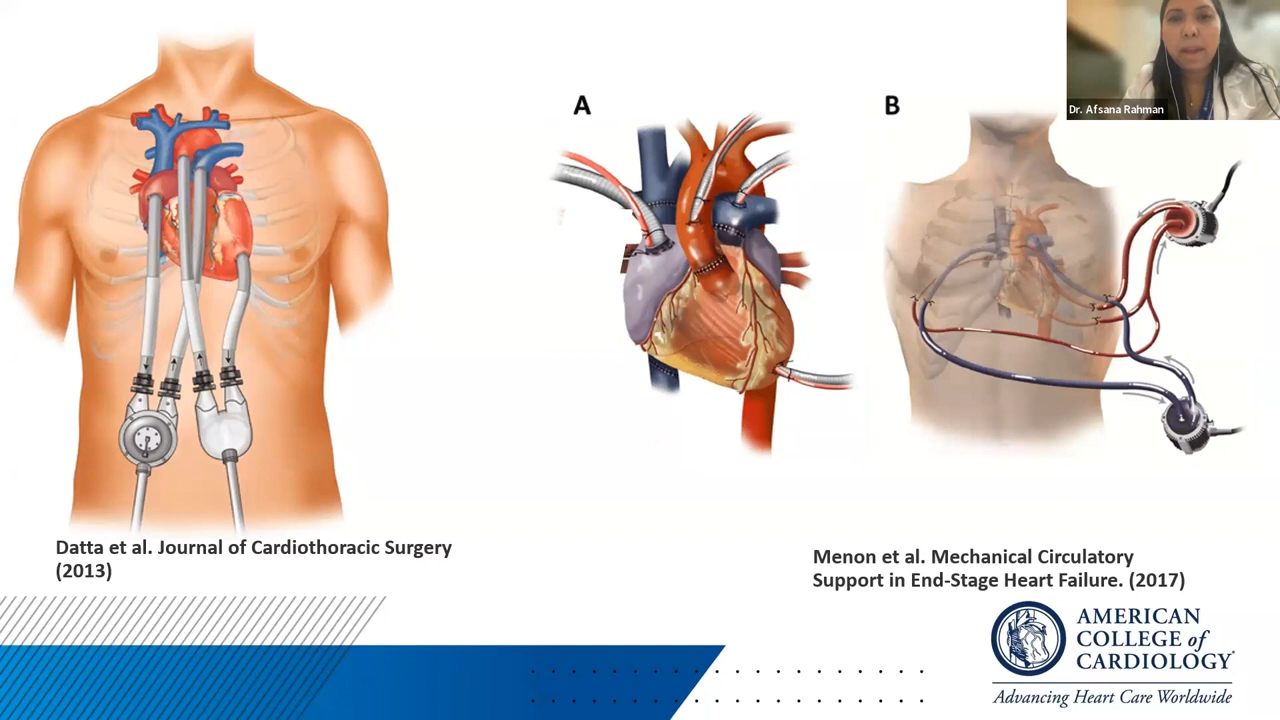 Dr. Afsana Rahman
A
B
Datta et al. Journal of Cardiothoracic Surgery
(2013)
Menon et al. Mechanical Circulatory
Support in End-Stage Heart Failure. (2017)
AMERICAN
COLLEGE of
CARDIOLOGY
Advancing Heart Care Worldwide